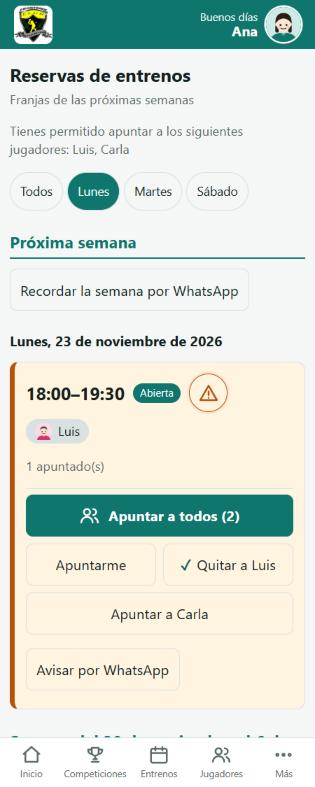 Buenos días
Ana
Reservas de entrenos
Franjas de las próximas semanas
Tienes permitido apuntar a los siguientes
jugadores: Luis, Carla
Todos
Lunes
Martes
Sábado
Próxima semana
Recordar la semana por WhatsApp
Lunes, 23 de noviembre de 2026
18:00–19:30 Abierta
Luis
1 apuntado(s)
Apuntar a todos (2)
Apuntarme
✓ Quitar a Luis
Apuntar a Carla
Avisar por WhatsApp
Inicio
Competiciones
Entrenos
Jugadores
Más